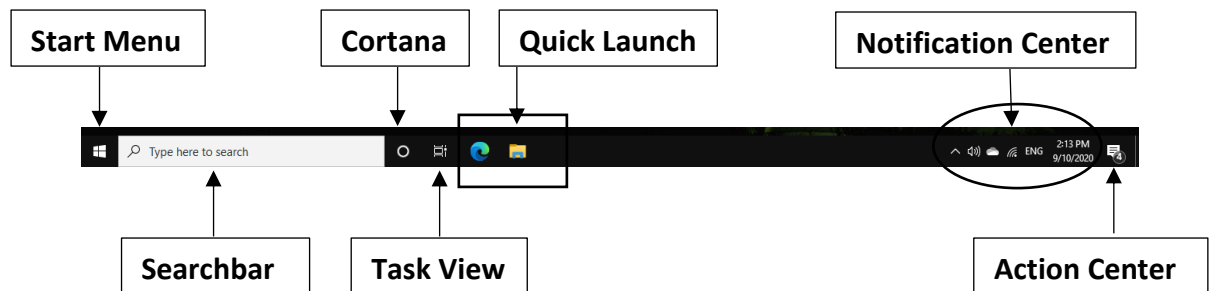 Start Menu
Cortana
Quick Launch
Notification Center
Type here to search
ENG
2:13 PM
9/10/2020
4
Searchbar
Task View
Action Center